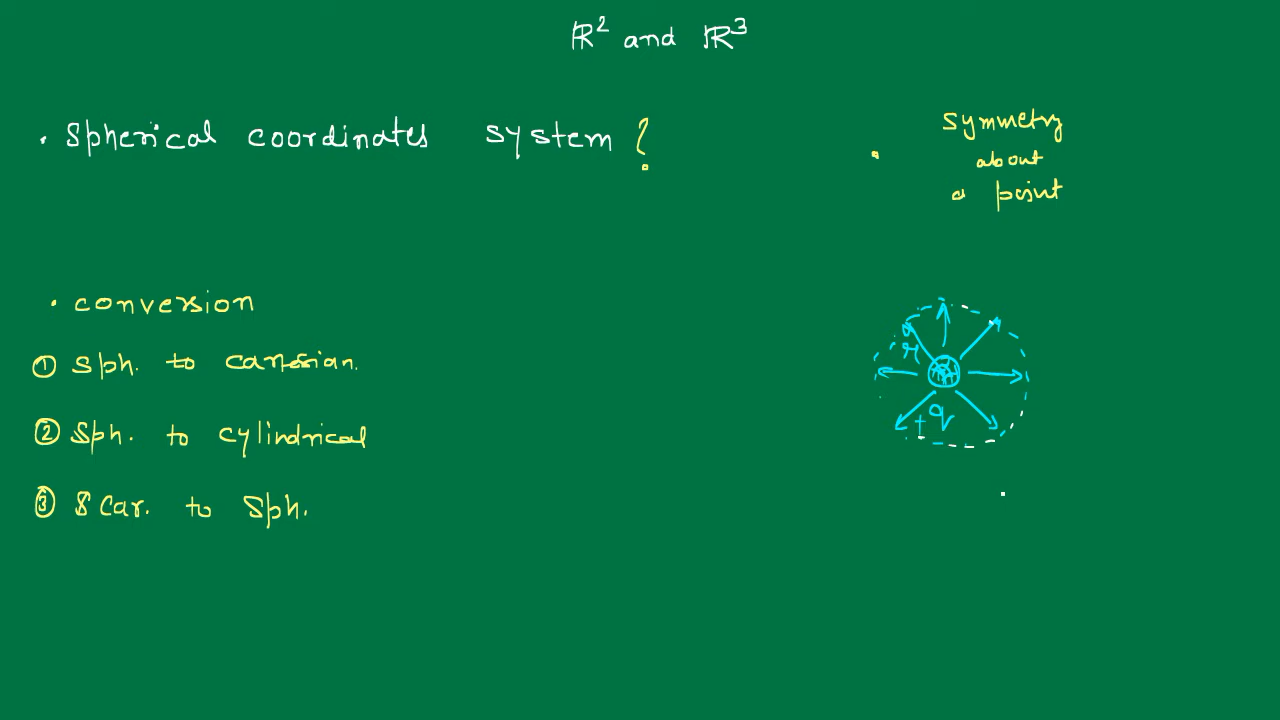 ℝ² and ℝ³
. Spherical coordinates system ?
. symmetry
about
a point
. conversion
① Sph. to cartesian.
② Sph. to cylindrical
③ 8 Car. to Sph.
r
+q